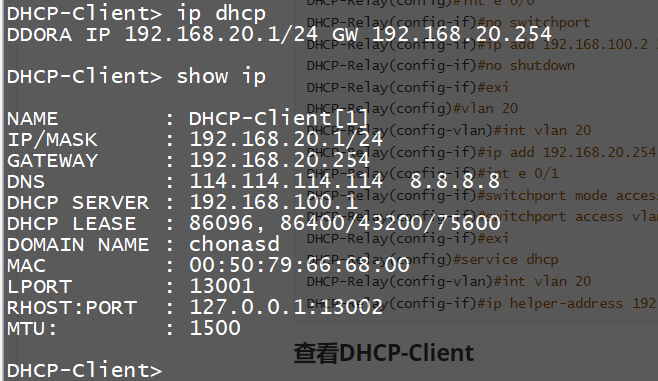 DHCP-Client> ip dhcp
DDORA IP 192.168.20.1/24 GW 192.168.20.254
DHCP-Client> show ip
NAME : DHCP-Client[1]
IP/MASK : 192.168.20.1/24
GATEWAY : 192.168.20.254
DNS : 114.114.114.114 8.8.8.8
DHCP SERVER : 192.168.100.1
DHCP LEASE : 86096, 86400/43200/75600
DOMAIN NAME : chonasd
MAC : 00:50:79:66:68:00
LPORT : 13001
RHOST:PORT : 127.0.0.1:13002
MTU: : 1500
DHCP-Client>
DHCP-Relay(config)#int e 0/0
DHCP-Relay(config-if)#no switchport
DHCP-Relay(config-if)#ip add 192.168.100.2
DHCP-Relay(config-if)#no shutdown
DHCP-Relay(config-if)#exi
DHCP-Relay(config)#vlan 20
DHCP-Relay(config-vlan)#int vlan 20
DHCP-Relay(config-if)#ip add 192.168.20.254
DHCP-Relay(config-if)#int e 0/1
DHCP-Relay(config-if)#switchport mode access
DHCP-Relay(config-if)#switchport access vlan
DHCP-Relay(config-if)#exi
DHCP-Relay(config)#service dhcp
DHCP-Relay(config-vlan)#int vlan 20
DHCP-Relay(config-if)#ip helper-address 192
查看DHCP-Client